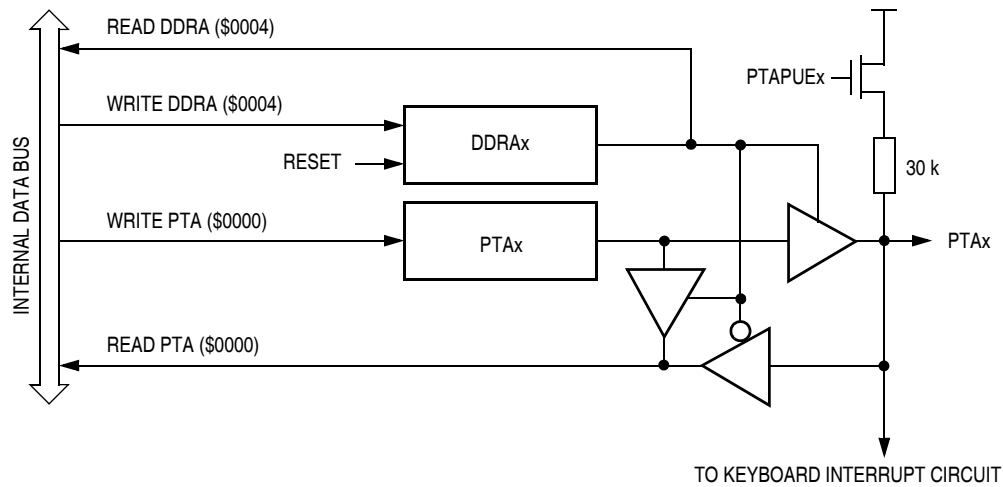 READ DDRA ($0004)
PTAPUEx
WRITE DDRA ($0004)
DDRAx
RESET
30 k
WRITE PTA ($0000)
PTAx
PTAx
INTERNAL DATA BUS
READ PTA ($0000)
TO KEYBOARD INTERRUPT CIRCUIT